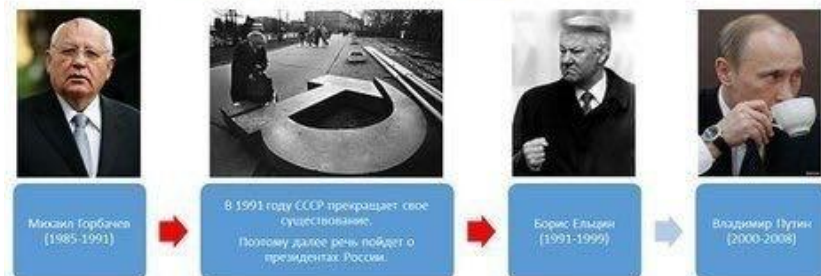 Михаил Горбачев
(1985-1991)
В 1991 году СССР прекращает свое
существование.
Поэтому далее речь пойдет о
президентах России.
Борис Ельцин
(1991-1999)
Владимир Путин
(2000-2008)